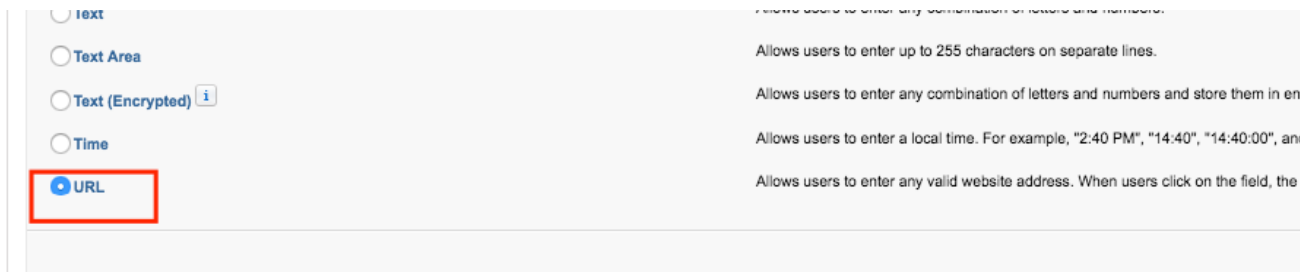 Text Allows users to enter any combination of letters and numbers.
Text Area Allows users to enter up to 255 characters on separate lines.
Text (Encrypted) i Allows users to enter any combination of letters and numbers and store them in en
Time Allows users to enter a local time. For example, "2:40 PM", "14:40", "14:40:00", an
URL Allows users to enter any valid website address. When users click on the field, the